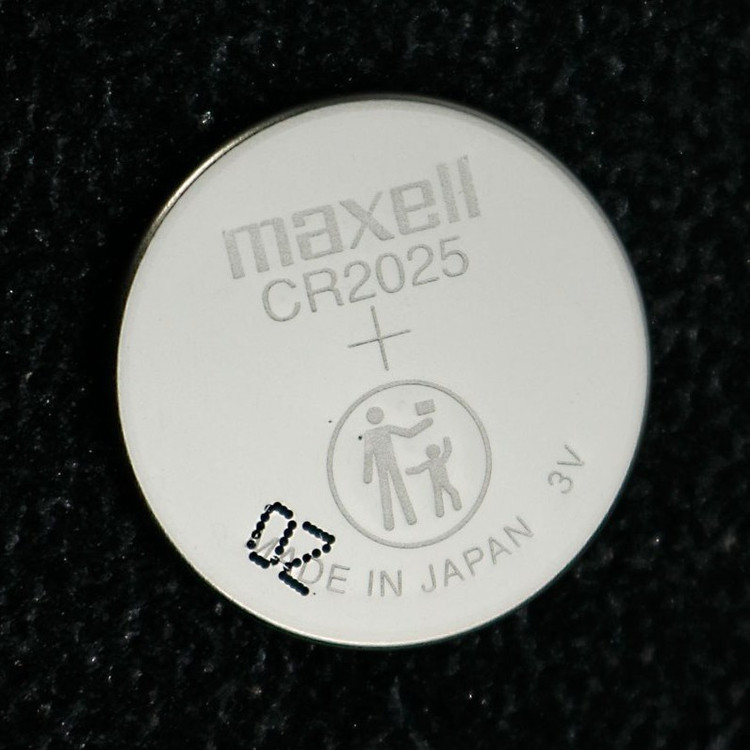 maxell
CR2025
+
3V
MADE IN JAPAN